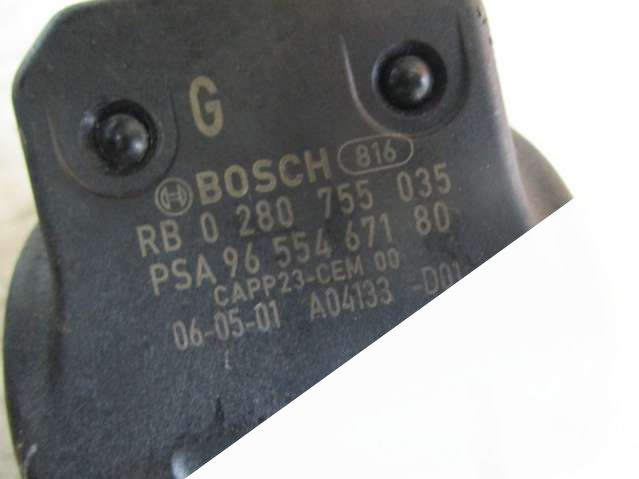 G
BOSCH 816
RB 0 280 755 035
PSA 96 554 671 80
CAPP23-CEM 00
06-05-01 A04133 -D01